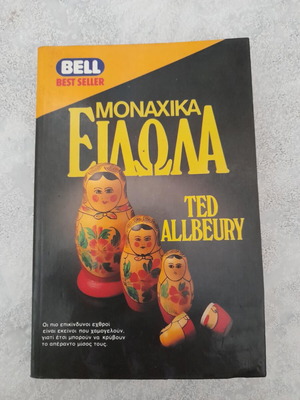 BELL
BEST SELLER
ΜΟΝΑΧΙΚΑ
ΕΙΔΩΛΑ
TED
ALLBEURY
Οι πιο επικίνδυνοι εχθροί
είναι εκείνοι που χαμογελούν,
γιατί έτσι μπορούν να κρύβουν
το απέραντο μίσος τους.